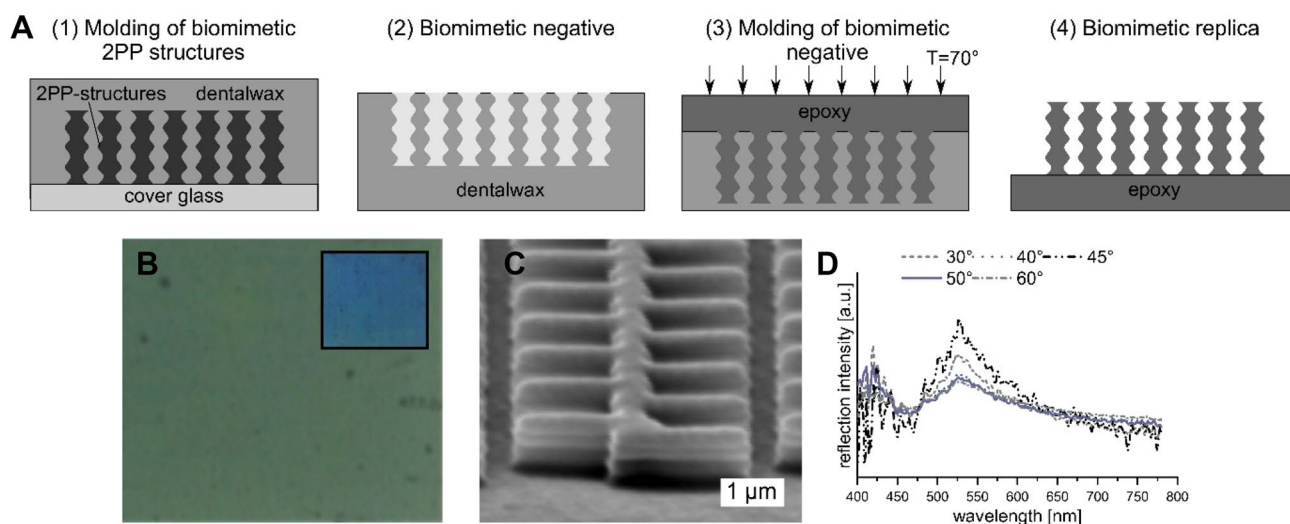 A
(1) Molding of biomimetic
2PP structures
2PP-structures
dentalwax
cover glass
(2) Biomimetic negative
dentalwax
(3) Molding of biomimetic
negative
T=70°
epoxy
(4) Biomimetic replica
epoxy
B
C
1 µm
D
30° 40° 45°
50° 60°
reflection intensity [a.u.]
400 450 500 550 600 650 700 750 800
wavelength [nm]